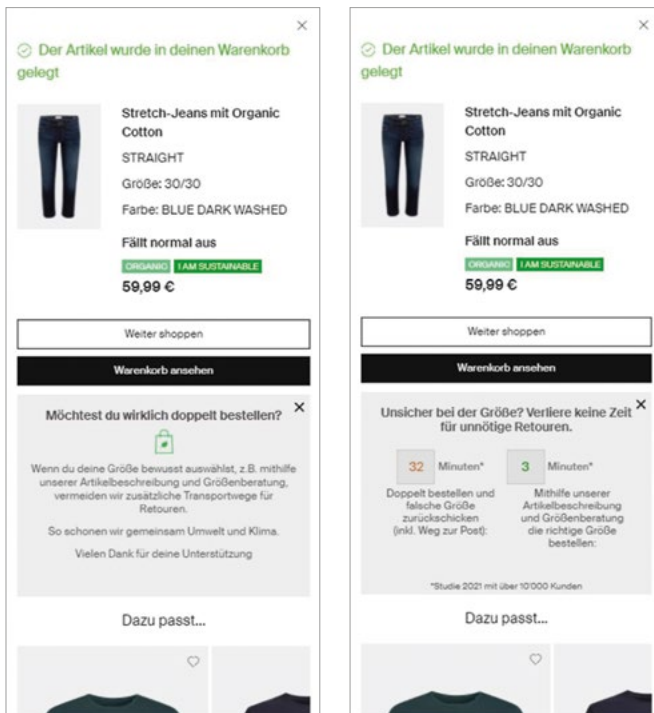 Der Artikel wurde in deinen Warenkorb
gelegt
Stretch-Jeans mit Organic
Cotton
STRAIGHT
Größe: 30/30
Farbe: BLUE DARK WASHED
Fällt normal aus
ORGANIC I AM SUSTAINABLE
59,99 €
Weiter shoppen
Warenkorb ansehen
Möchtest du wirklich doppelt bestellen?
Wenn du deine Größe bewusst auswählst, z.B. mithilfe
unserer Artikelbeschreibung und Größenberatung,
vermeiden wir zusätzliche Transportwege für
Retouren.
So schonen wir gemeinsam Umwelt und Klima.
Vielen Dank für deine Unterstützung
Dazu passt...
Der Artikel wurde in deinen Warenkorb
gelegt
Stretch-Jeans mit Organic
Cotton
STRAIGHT
Größe: 30/30
Farbe: BLUE DARK WASHED
Fällt normal aus
ORGANIC I AM SUSTAINABLE
59,99 €
Weiter shoppen
Warenkorb ansehen
Unsicher bei der Größe? Verliere keine Zeit
für unnötige Retouren.
32 Minuten*
Doppelt bestellen und
falsche Größe
zurückschicken
(inkl. Weg zur Post):
3 Minuten*
Mithilfe unserer
Artikelbeschreibung
und Größenberatung
die richtige Größe
bestellen:
*Studie 2021 mit über 10'000 Kunden
Dazu passt...